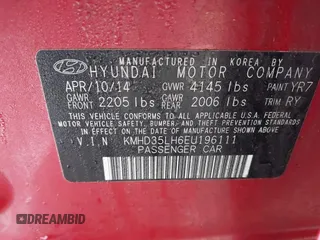 MANUFACTURED BY
HYUNDAI MOTOR COMPANY
APR/10/14 GVWR 4145 lbs PAINT YR7
GAWR FRONT 2205 lbs GAWR REAR 2006 lbs TRIM RY
THIS VEHICLE CONFORMS TO ALL APPLICABLE
U.S. FEDERAL MOTOR VEHICLE SAFETY, BUMPER,
AND THEFT PREVENTION STANDARDS IN EFFECT ON
THE DATE OF MANUFACTURE SHOWN ABOVE.
V.I.N KMHD35LH6EU196111
PASSENGER CAR
DREAMBID